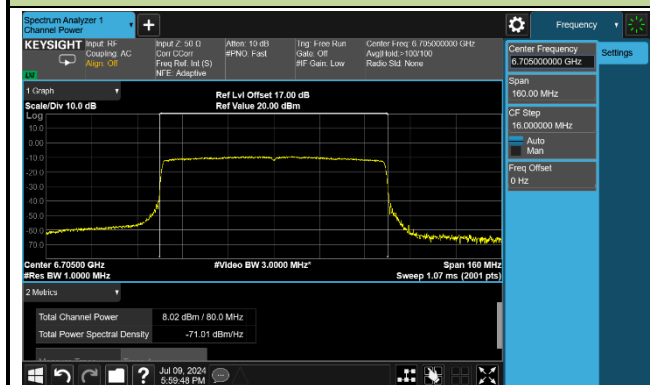 Spectrum Analyzer 1
Channel Power
Frequency
KEYSIGHT
Input: RF
Coupling: AC
Align: Off
Input Z: 50 Ω
Corr CCorr
Freq Ref: Int (S)
NFE: Adaptive
Atten: 10 dB
#PNO: Fast
Trig: Free Run
Gate: Off
#IF Gain: Low
Center Freq: 6.705000000 GHz
Avg|Hold:>100/100
Radio Std: None
LVI
Center Frequency
6.705000000 GHz
Settings
Span
160.00 MHz
CF Step
16.000000 MHz
Auto
Man
Freq Offset
0 Hz
1 Graph
Scale/Div 10.0 dB
Ref Lvl Offset 17.00 dB
Ref Value 20.00 dBm
Log
10.0
0.00
-10.0
-20.0
-30.0
-40.0
-50.0
-60.0
-70.0
Center 6.70500 GHz
#Res BW 1.0000 MHz
#Video BW 3.0000 MHz*
Span 160 MHz
Sweep 1.07 ms (2001 pts)
2 Metrics
Total Channel Power 8.02 dBm / 80.0 MHz
Total Power Spectral Density -71.01 dBm/Hz
Jul 09, 2024
5:59:48 PM